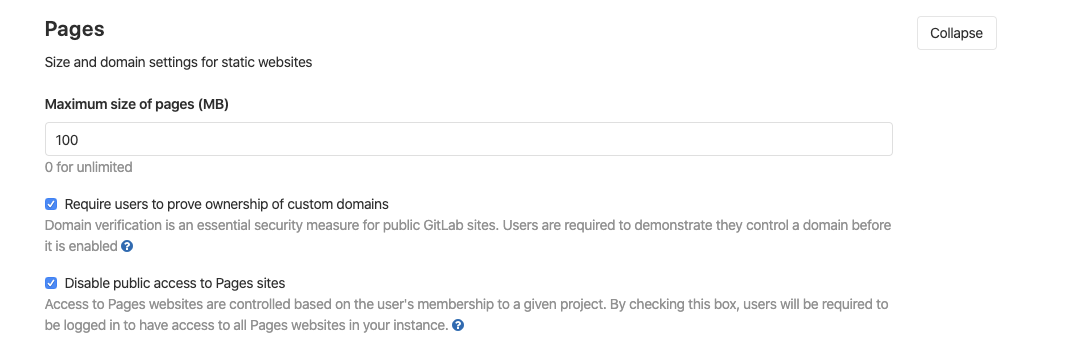 Pages
Collapse
Size and domain settings for static websites
Maximum size of pages (MB)
100
0 for unlimited
Require users to prove ownership of custom domains
Domain verification is an essential security measure for public GitLab sites. Users are required to demonstrate they control a domain before
it is enabled ?
Disable public access to Pages sites
Access to Pages websites are controlled based on the user's membership to a given project. By checking this box, users will be required to
be logged in to have access to all Pages websites in your instance. ?